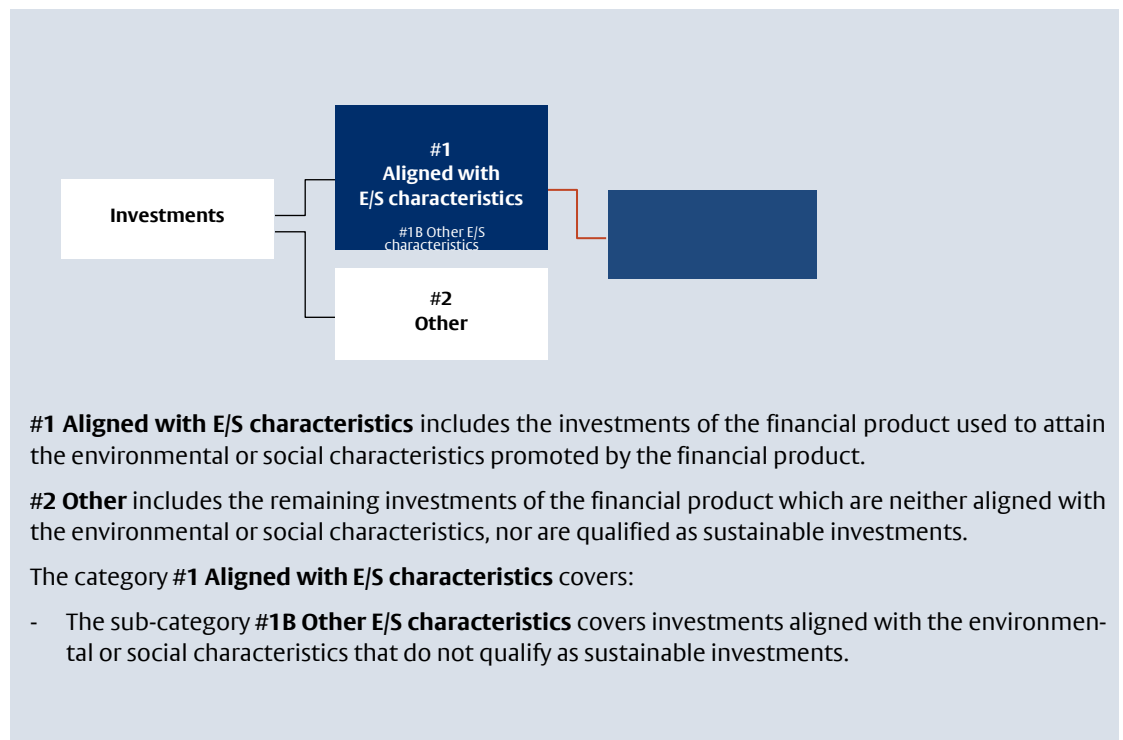 #1
Aligned with
E/S characteristics
Investments
#1B Other E/S
characteristics
#2
Other
#1 Aligned with E/S characteristics includes the investments of the financial product used to attain
the environmental or social characteristics promoted by the financial product.
#2 Other includes the remaining investments of the financial product which are neither aligned with
the environmental or social characteristics, nor are qualified as sustainable investments.
The category #1 Aligned with E/S characteristics covers:
- The sub-category #1B Other E/S characteristics covers investments aligned with the environmen-
tal or social characteristics that do not qualify as sustainable investments.